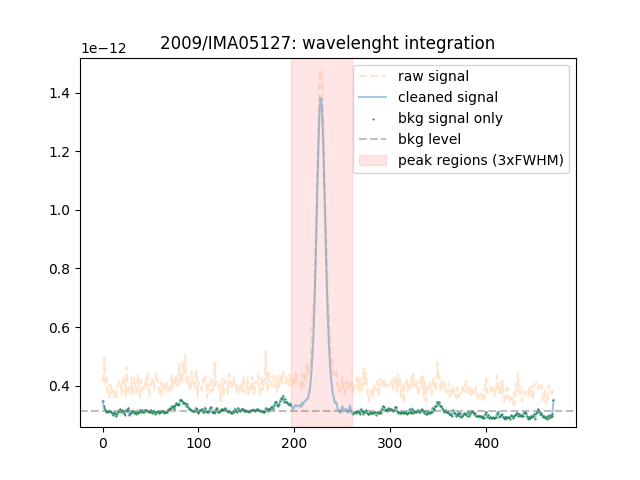 2009/IMA05127: wavelenght integration
1e−12
raw signal
cleaned signal
bkg signal only
bkg level
peak regions (3xFWHM)
1.4
1.2
1.0
0.8
0.6
0.4
0 100 200 300 400